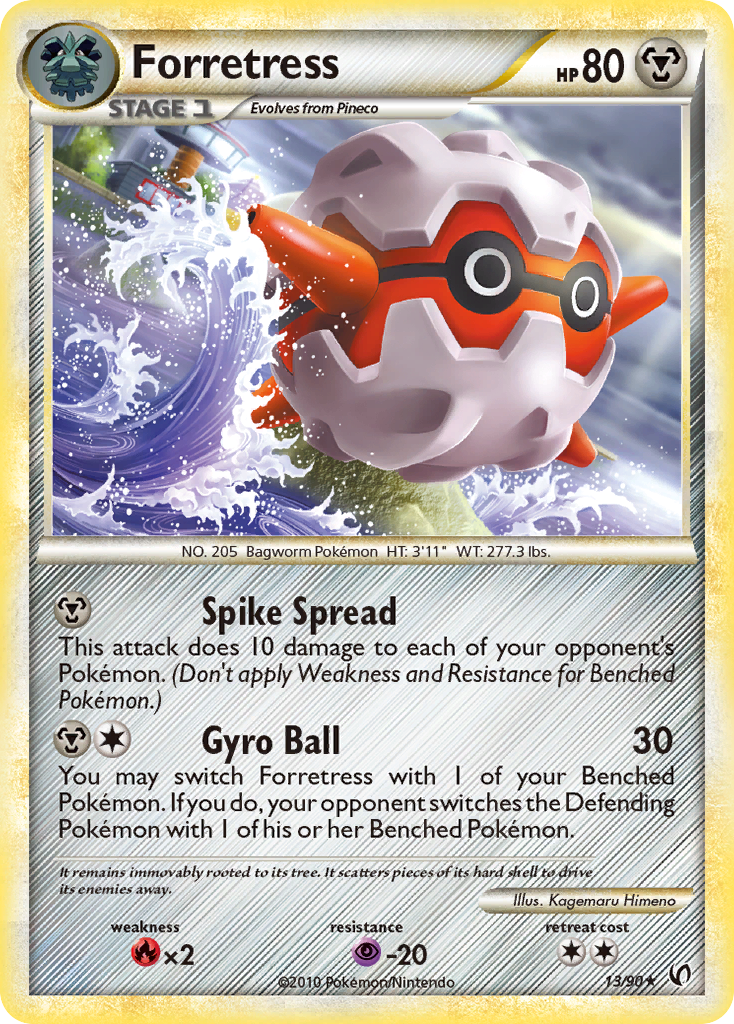 Forretress
HP 80
STAGE 1
Evolves from Pineco
NO. 205 Bagworm Pokémon HT: 3'11" WT: 277.3 lbs.
Spike Spread
This attack does 10 damage to each of your opponent's
Pokémon. (Don't apply Weakness and Resistance for Benched
Pokémon.)
Gyro Ball 30
You may switch Forretress with 1 of your Benched
Pokémon. If you do, your opponent switches the Defending
Pokémon with 1 of his or her Benched Pokémon.
It remains immovably rooted to its tree. It scatters pieces of its hard shell to drive
its enemies away.
Illus. Kagemaru Himeno
weakness resistance retreat cost
×2 -20
©2010 Pokémon/Nintendo 13/90★